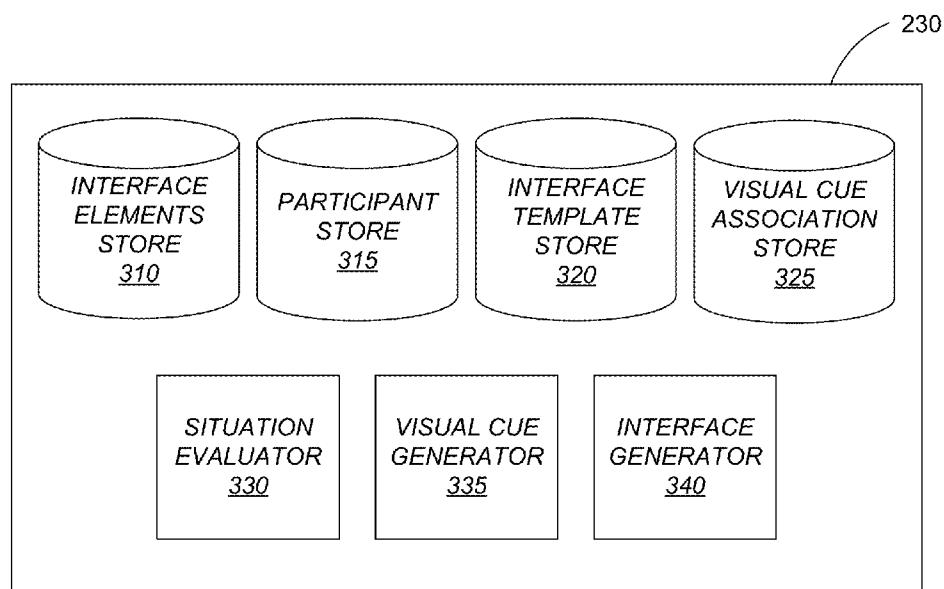 230
INTERFACE
ELEMENTS
STORE
310
PARTICIPANT
STORE
315
INTERFACE
TEMPLATE
STORE
320
VISUAL CUE
ASSOCIATION
STORE
325
SITUATION
EVALUATOR
330
VISUAL CUE
GENERATOR
335
INTERFACE
GENERATOR
340